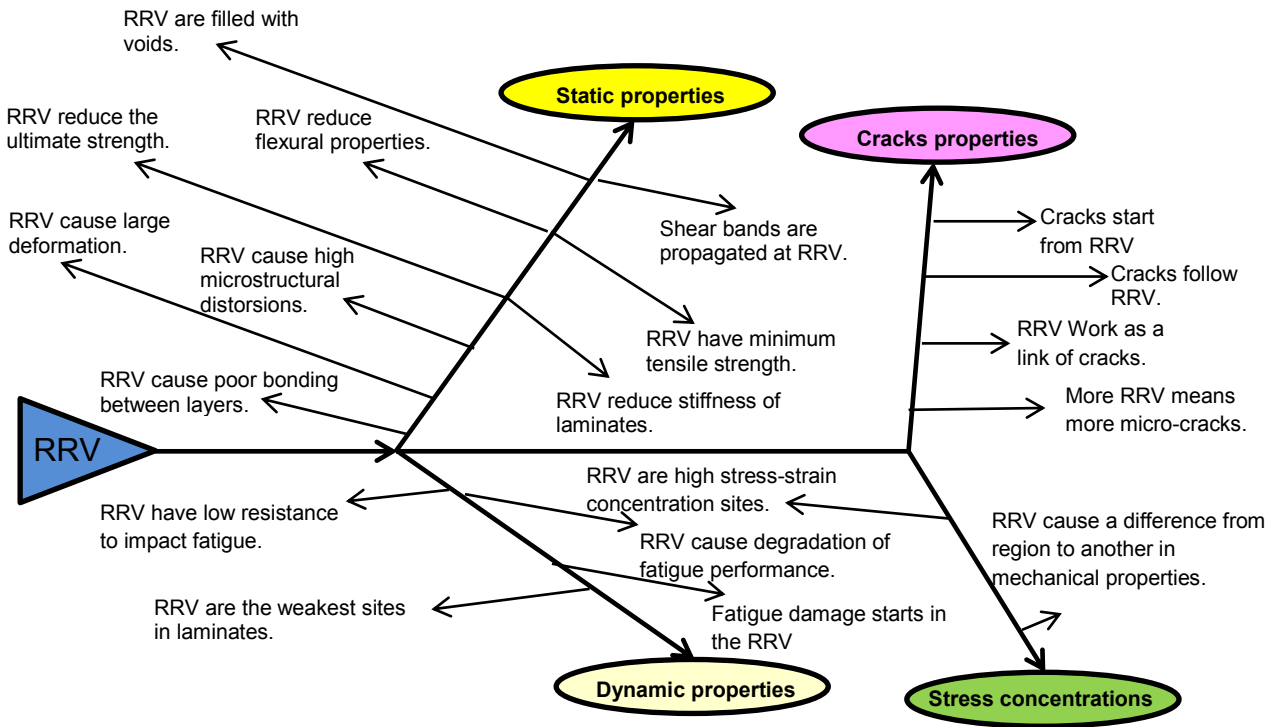 RRV are filled with
voids.
Static properties
Cracks properties
RRV reduce the
ultimate strength.
RRV reduce
flexural properties.
RRV cause large
deformation.
Shear bands are
propagated at RRV.
Cracks start
from RRV
RRV cause high
microstructural
distorsions.
Cracks follow
RRV.
RRV have minimum
tensile strength.
RRV Work as a
link of cracks.
RRV cause poor bonding
between layers.
RRV reduce stiffness of
laminates.
More RRV means
more micro-cracks.
RRV
RRV have low resistance
to impact fatigue.
RRV are high stress-strain
concentration sites.
RRV cause a difference from
region to another in
mechanical properties.
RRV cause degradation of
fatigue performance.
RRV are the weakest sites
in laminates.
Fatigue damage starts in
the RRV
Dynamic properties
Stress concentrations